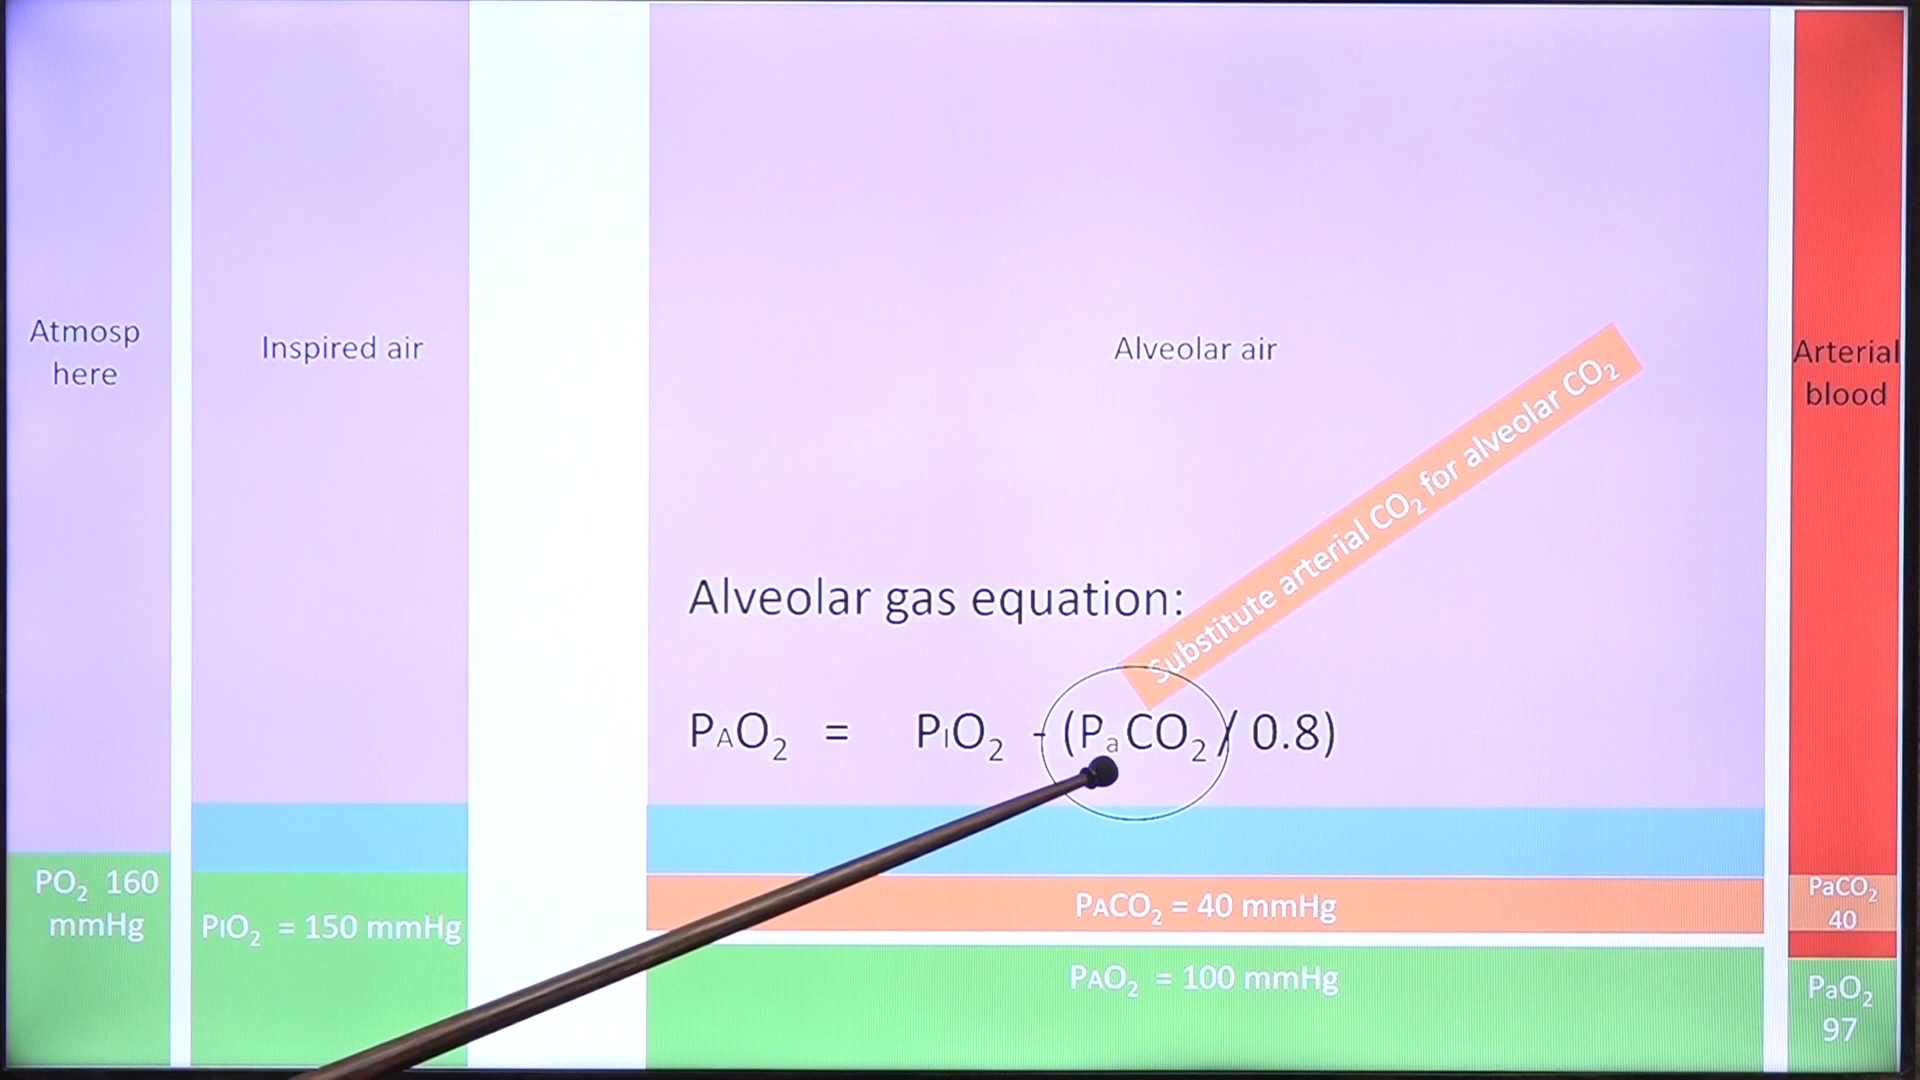 Atmosp
here
Inspired air
Alveolar air
Arterial
blood
Substitute arterial CO₂ for alveolar CO₂
Alveolar gas equation:
PAO₂ = PIO₂ - (PaCO₂ / 0.8)
PO₂ 160
mmHg
PIO₂ = 150 mmHg
PACO₂ = 40 mmHg
PAO₂ = 100 mmHg
PaCO₂
40
PaO₂
97